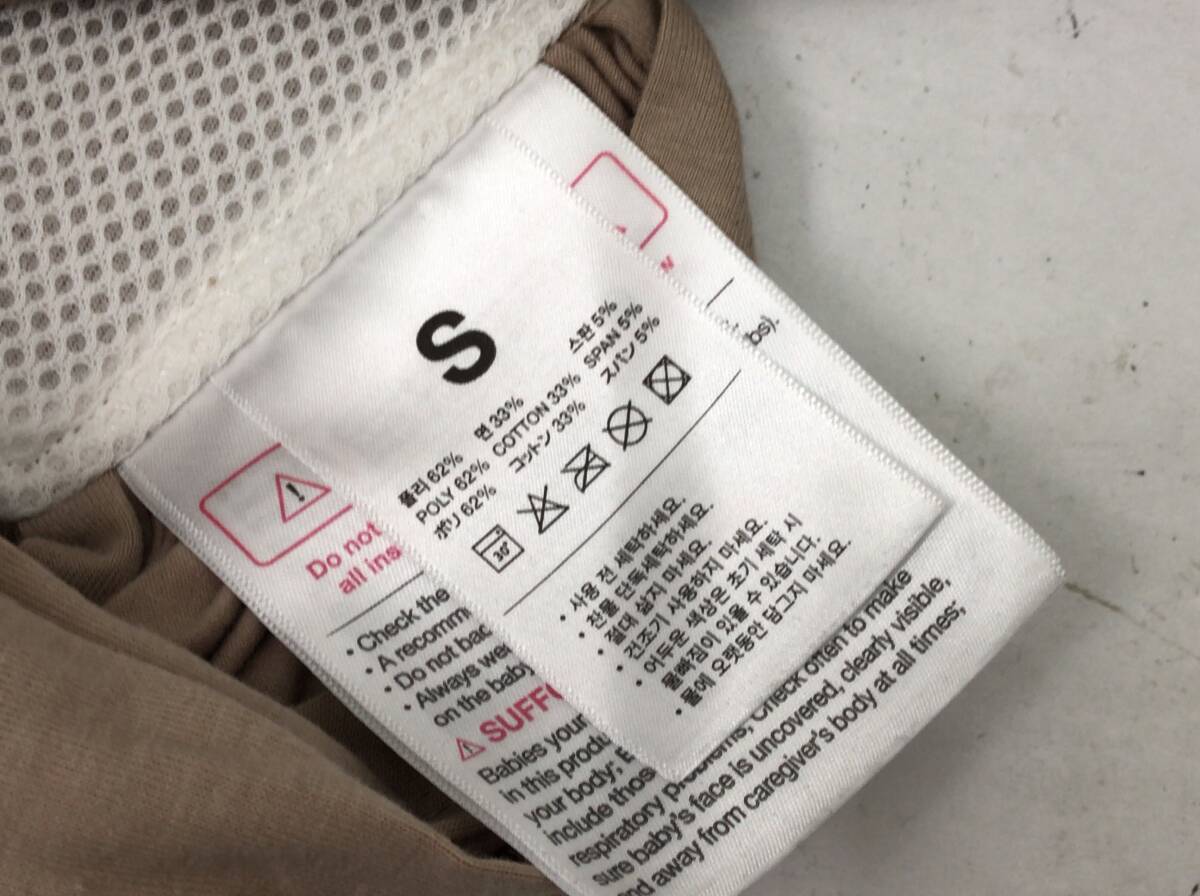 S
폴리 62% 면 33% 스판 5%
POLY 62% COTTON 33% SPAN 5%
ポリ 62% コットン 33% スパン 5%
30°
• 사용 전 세탁하세요.
• 전물 단독세탁하세요.
• 절대 삶지 마세요.
건조기 사용하지 마세요.
• 어두운 색상은 초기 세탁 시
물빠짐이 있을 수 있습니다.
• 물에 오랫동안 담그지 마세요.
!
Do not
all ins
bs).
• Check the
• A recomm
• Do not bac
• Always wea
on the baby
SUFF
Babies your
in this produ
your body;
include thos
respiratory problems, Check often to make
sure baby's face is uncovered, clearly visible,
and away from caregiver's body at all times;